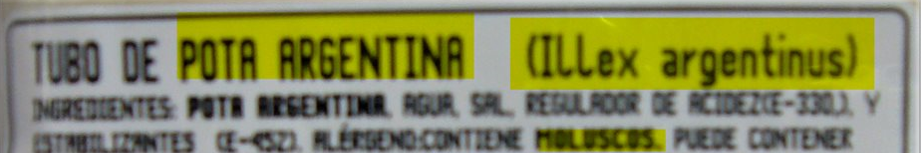 TUBO DE POTA ARGENTINA (Illex argentinus)
INGREDIENTES: POTA ARGENTINA, AGUA, SAL, REGULADOR DE ACIDEZ(E-330,), Y
ESTABILIZANTES (E-452). ALÉRGENO:CONTIENE MOLUSCOS. PUEDE CONTENER